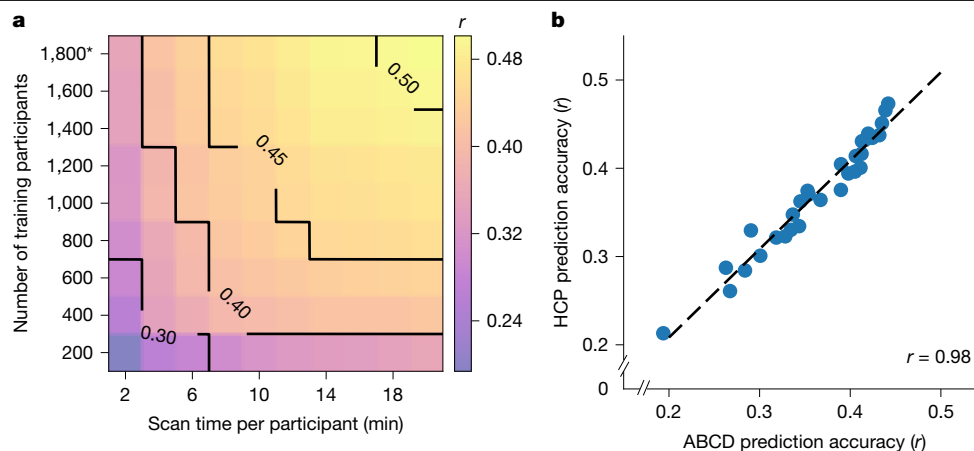 a
r
1,800*
1,600
1,400
1,200
1,000
800
600
400
200
Number of training participants
0.50
0.45
0.40
0.30
2 6 10 14 18
Scan time per participant (min)
0.48
0.40
0.32
0.24
b
0.5
0.4
0.3
0.2
0
HCP prediction accuracy (r)
r = 0.98
0.2 0.3 0.4 0.5
ABCD prediction accuracy (r)